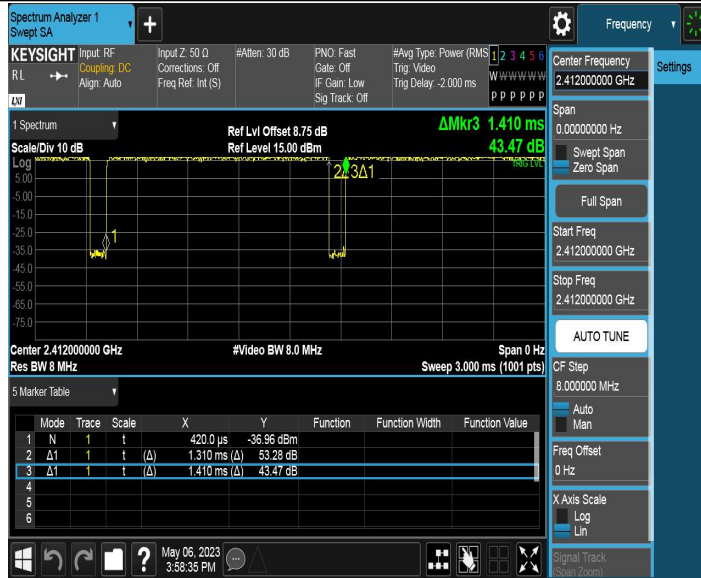 Spectrum Analyzer 1
Swept SA
Frequency
KEYSIGHT
RL
LXI
Input: RF
Coupling: DC
Align: Auto
Input Z: 50 Ω
Corrections: Off
Freq Ref: Int (S)
#Atten: 30 dB
PNO: Fast
Gate: Off
IF Gain: Low
Sig Track: Off
#Avg Type: Power (RMS
Trig: Video
Trig Delay: -2.000 ms
1 2 3 4 5 6
W W W W W W
P P P P P P
1 Spectrum
Scale/Div 10 dB
Ref Lvl Offset 8.75 dB
Ref Level 15.00 dBm
ΔMkr3 1.410 ms
43.47 dB
Log
TRIG LVL
5.00
-5.00
-15.0
-25.0
-35.0
-45.0
-55.0
-65.0
-75.0
1
3Δ1
Center 2.412000000 GHz
#Video BW 8.0 MHz
Span 0 Hz
Res BW 8 MHz
Sweep 3.000 ms (1001 pts)
5 Marker Table
Mode Trace Scale X Y Function Function Width Function Value
1 N 1 t 420.0 µs -36.96 dBm
2 Δ1 1 t (Δ) 1.310 ms (Δ) 53.28 dB
3 Δ1 1 t (Δ) 1.410 ms (Δ) 43.47 dB
4
5
6
May 06, 2023
3:58:35 PM
Settings
Center Frequency
2.412000000 GHz
Span
0.00000000 Hz
Swept Span
Zero Span
Full Span
Start Freq
2.412000000 GHz
Stop Freq
2.412000000 GHz
AUTO TUNE
CF Step
8.000000 MHz
Auto
Man
Freq Offset
0 Hz
X Axis Scale
Log
Lin
Signal Track
(Span Zoom)